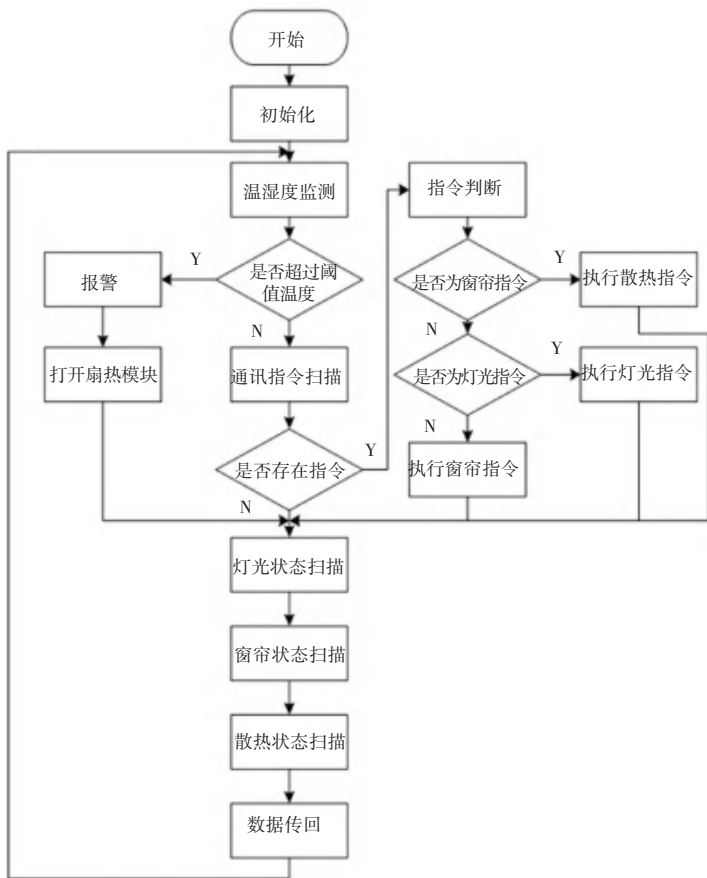 开始
初始化
温湿度监测
是否超过阈
值温度
Y
N
报警
打开扇热模块
通讯指令扫描
是否存在指令
Y
N
指令判断
是否为窗帘指令
Y
N
执行散热指令
是否为灯光指令
Y
N
执行灯光指令
执行窗帘指令
灯光状态扫描
窗帘状态扫描
散热状态扫描
数据传回